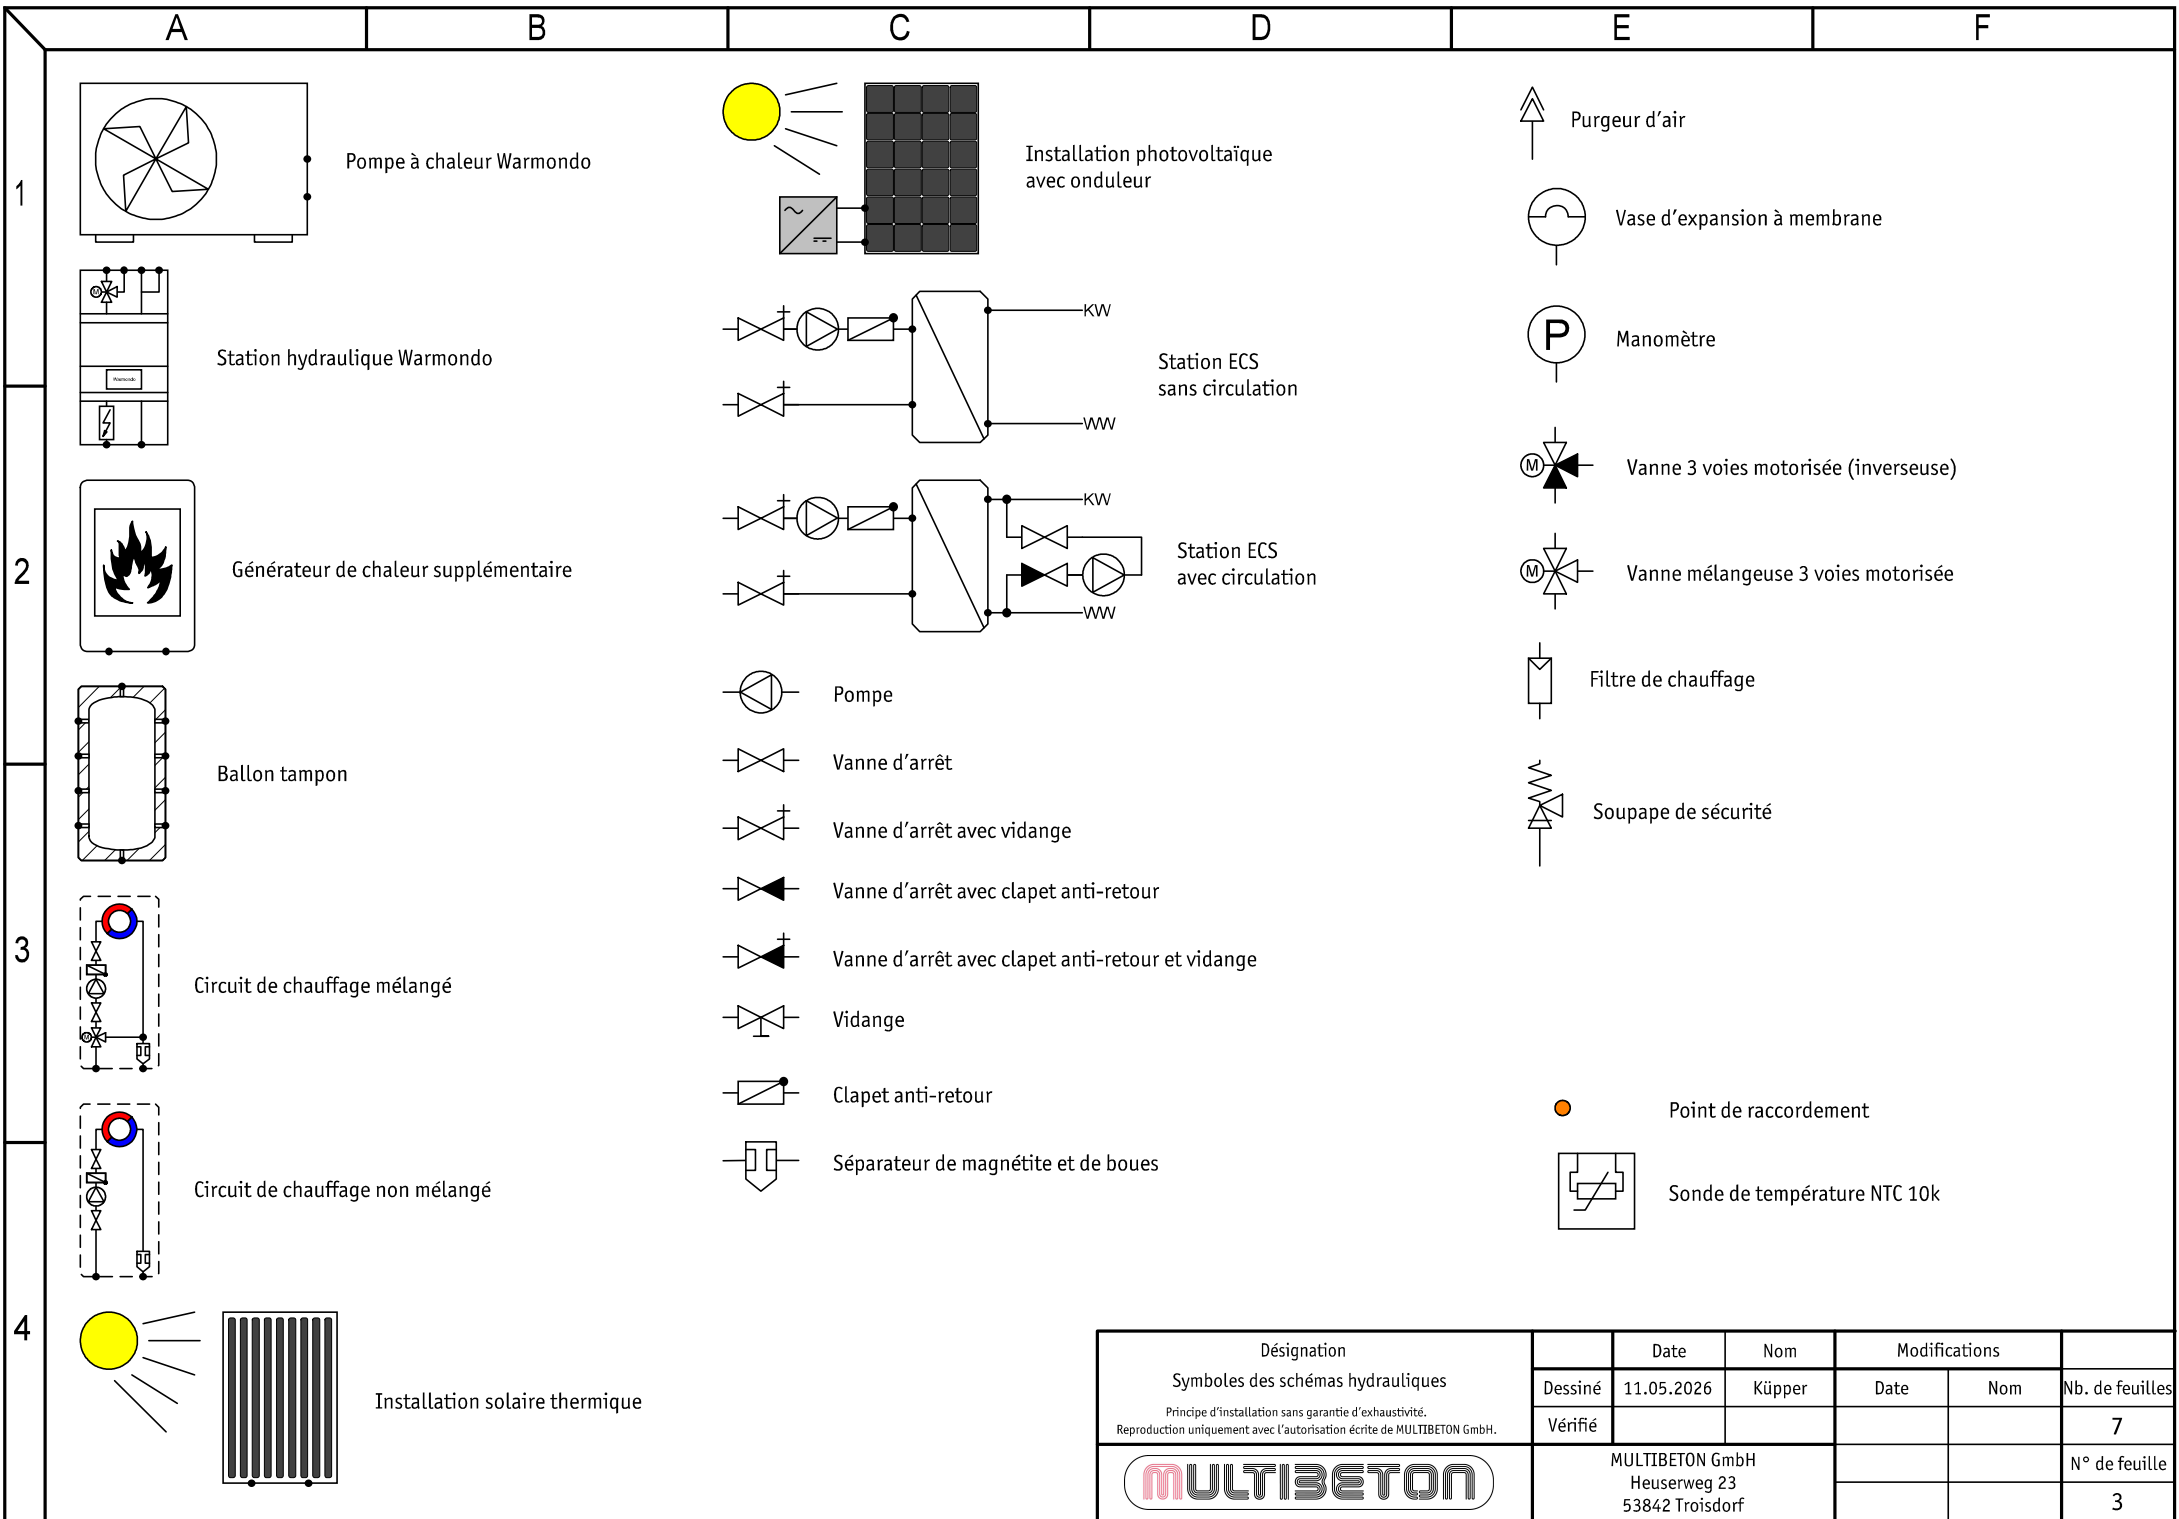 A B C D E F
1
2
3
4
Pompe à chaleur Warmondo
M
Warmondo
Station hydraulique Warmondo
Générateur de chaleur supplémentaire
Ballon tampon
M
Circuit de chauffage mélangé
Circuit de chauffage non mélangé
Installation solaire thermique
Installation photovoltaïque
avec onduleur
KW
WW
Station ECS
sans circulation
KW
WW
Station ECS
avec circulation
Pompe
Vanne d'arrêt
Vanne d'arrêt avec vidange
Vanne d'arrêt avec clapet anti-retour
Vanne d'arrêt avec clapet anti-retour et vidange
Vidange
Clapet anti-retour
Séparateur de magnétite et de boues
Purgeur d'air
Vase d'expansion à membrane
P
Manomètre
M
Vanne 3 voies motorisée (inverseuse)
M
Vanne mélangeuse 3 voies motorisée
Filtre de chauffage
Soupape de sécurité
Point de raccordement
Sonde de température NTC 10k
Désignation
Symboles des schémas hydrauliques
Principe d'installation sans garantie d'exhaustivité.
Reproduction uniquement avec l'autorisation écrite de MULTIBETON GmbH.
MULTIBETON
Date Nom
Dessiné 11.05.2026 Küpper
Vérifié
MULTIBETON GmbH
Heuserweg 23
53842 Troisdorf
Modifications
Date Nom
Nb. de feuilles
7
N° de feuille
3